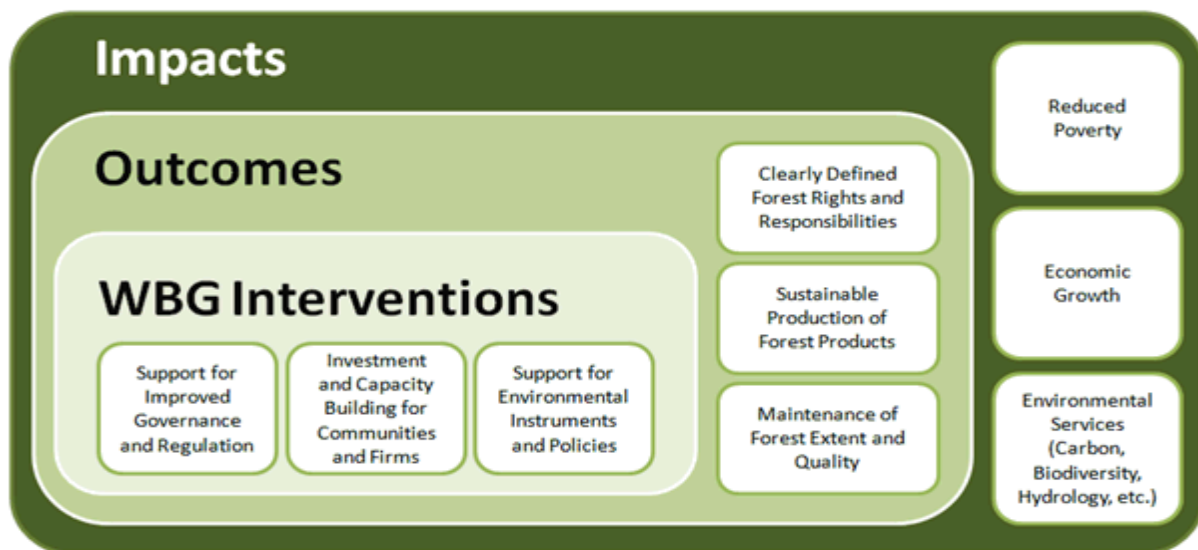 Impacts
Outcomes
WBG Interventions
Support for
Improved
Governance
and Regulation
Investment
and Capacity
Building for
Communities
and Firms
Support for
Environmental
Instruments
and Policies
Clearly Defined
Forest Rights and
Responsibilities
Sustainable
Production of
Forest Products
Maintenance of
Forest Extent and
Quality
Reduced
Poverty
Economic
Growth
Environmental
Services
(Carbon,
Biodiversity,
Hydrology, etc.)